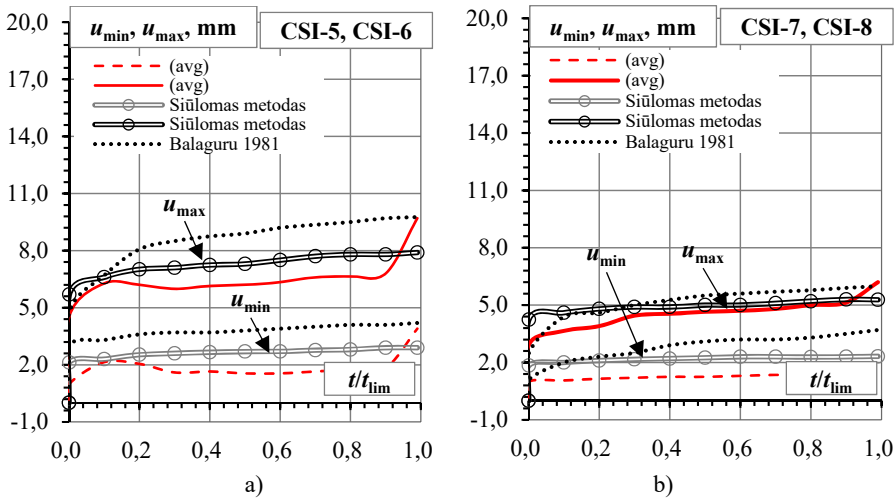 u_min, u_max, mm
CSI-5, CSI-6
(avg)
(avg)
Siūlomas metodas
Siūlomas metodas
Balaguru 1981
u_max
u_min
t/t_lim
20,0
17,0
14,0
11,0
8,0
5,0
2,0
-1,0
0,0 0,2 0,4 0,6 0,8 1,0
a)
u_min, u_max, mm
CSI-7, CSI-8
(avg)
(avg)
Siūlomas metodas
Siūlomas metodas
Balaguru 1981
u_min
u_max
t/t_lim
20,0
17,0
14,0
11,0
8,0
5,0
2,0
-1,0
0,0 0,2 0,4 0,6 0,8 1,0
b)